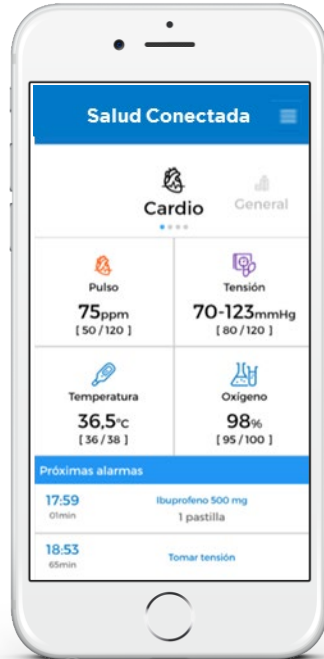 Salud Conectada
Cardio
General
Pulso
75ppm
[ 50 / 120 ]
Tensión
70-123mmHg
[ 80 / 120 ]
Temperatura
36,5°C
[ 36 / 38 ]
Oxígeno
98%
[ 95 / 100 ]
Próximas alarmas
17:59
01min
Ibuprofeno 500 mg
1 pastilla
18:53
65min
Tomar tensión